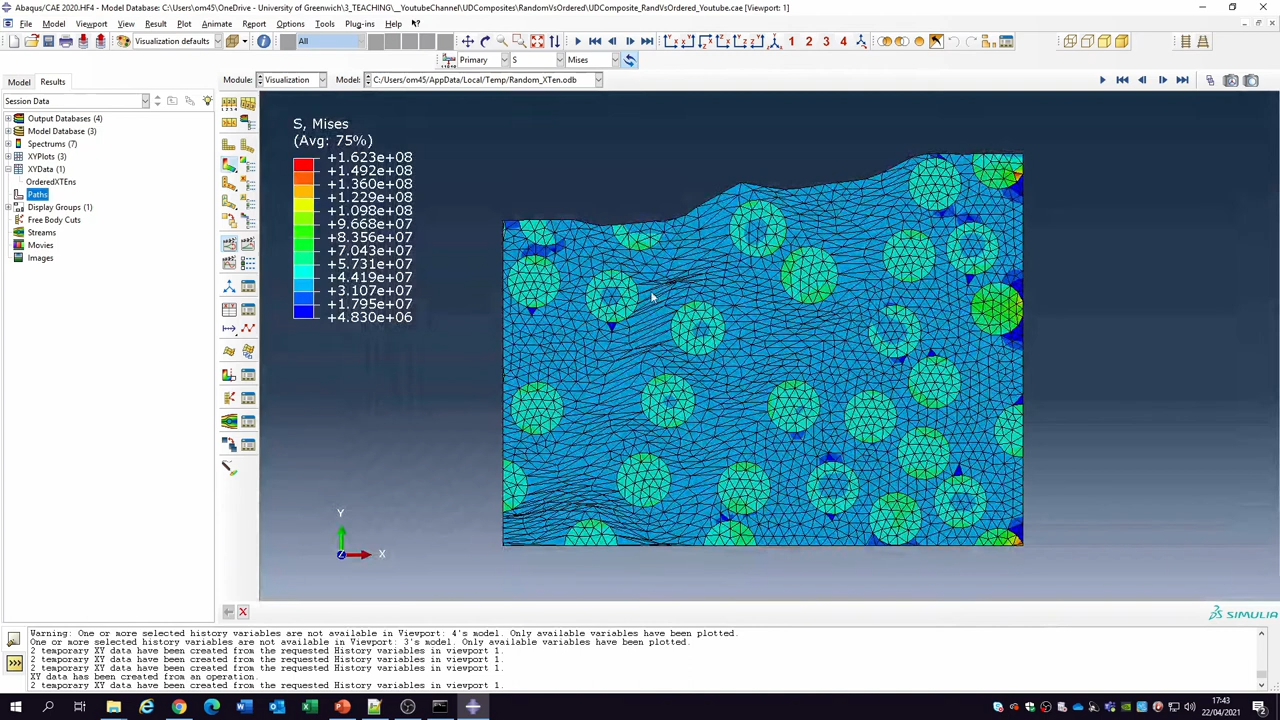 Abaqus/CAE 2020.HF4 - Model Database: C:\Users\om45\OneDrive - University of Greenwich\3_TEACHING\__YoutubeChannel\UDComposites\RandomVsOrdered\UDComposite_RandVsOrdered_Youtube.cae [Viewport: 1]
File Model Viewport View Result Plot Animate Report Options Tools Plug-ins Help
Visualization defaults All 1 2 3 4
Primary S Mises
Model Results Module: Visualization Model: C:/Users/om45/AppData/Local/Temp/Random_XTen.odb
Session Data
Output Databases (4)
Model Database (3)
Spectrums (7)
XYPlots (3)
XYData (1)
OrderedXTEns
Paths
Display Groups (1)
Free Body Cuts
Streams
Movies
Images
S, Mises
(Avg: 75%)
+1.623e+08
+1.492e+08
+1.360e+08
+1.229e+08
+1.098e+08
+9.668e+07
+8.356e+07
+7.043e+07
+5.731e+07
+4.419e+07
+3.107e+07
+1.795e+07
+4.830e+06
Y
Z
X
SIMULIA
Warning: One or more selected history variables are not available in Viewport: 4's model. Only available variables have been plotted.
One or more selected history variables are not available in Viewport: 3's model. Only available variables have been plotted.
2 temporary XY data have been created from the requested History variables in viewport 1.
2 temporary XY data have been created from the requested History variables in viewport 1.
2 temporary XY data have been created from the requested History variables in viewport 1.
XY data has been created from an operation.
2 temporary XY data have been created from the requested History variables in viewport 1.
17:43
22/04/2021